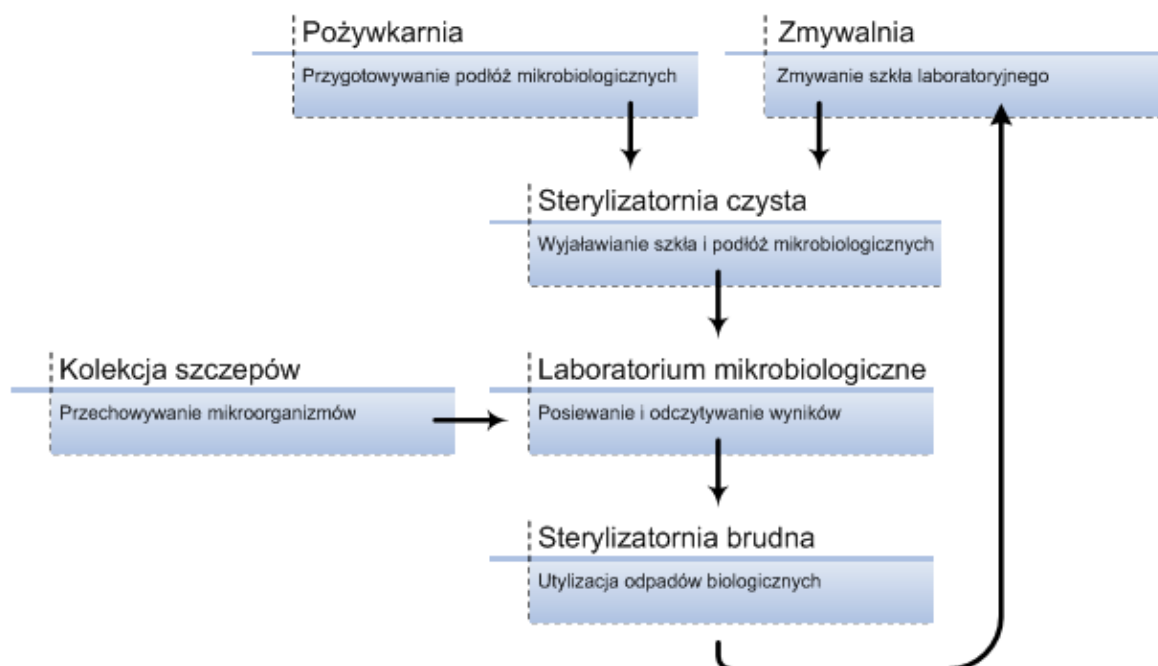 Pożywkarnia
Przygotowywanie podłóż mikrobiologicznych
Zmywalnia
Zmywanie szkła laboratoryjnego
Sterylizatornia czysta
Wyjaławianie szkła i podłóż mikrobiologicznych
Kolekcja szczepów
Przechowywanie mikroorganizmów
Laboratorium mikrobiologiczne
Posiewanie i odczytywanie wyników
Sterylizatornia brudna
Utylizacja odpadów biologicznych